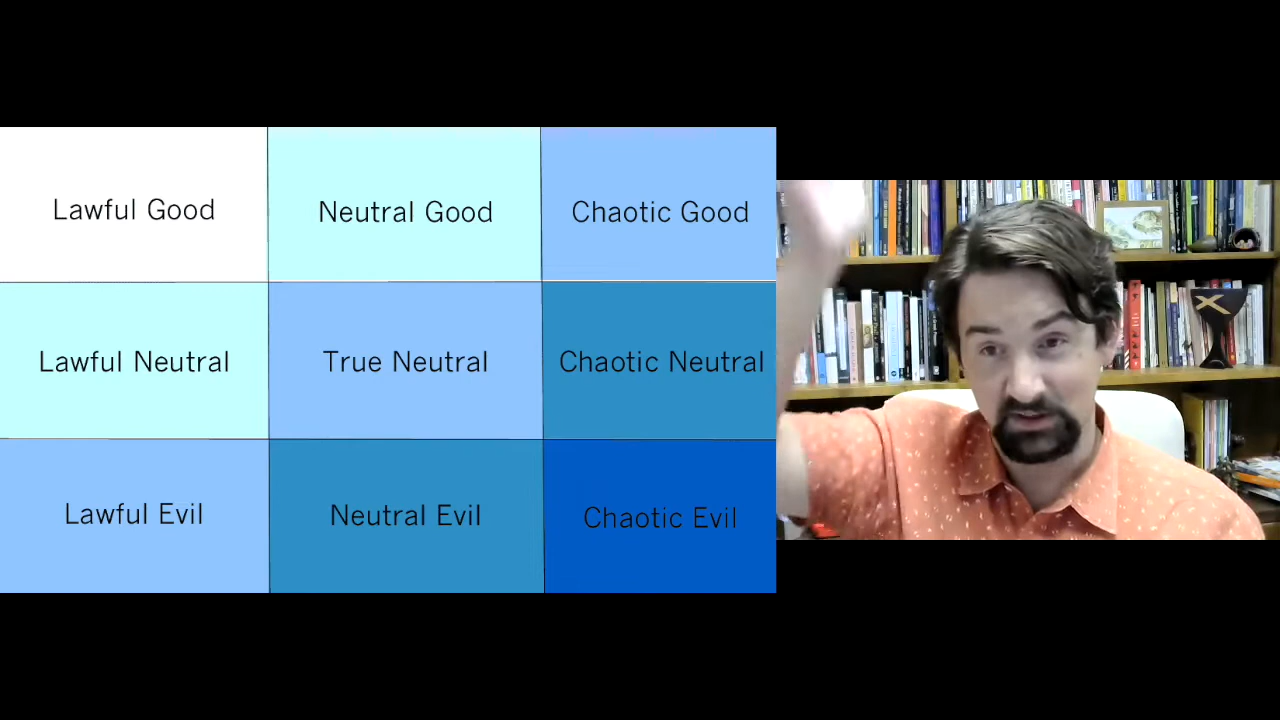 Lawful Good
Neutral Good
Chaotic Good
Lawful Neutral
True Neutral
Chaotic Neutral
Lawful Evil
Neutral Evil
Chaotic Evil